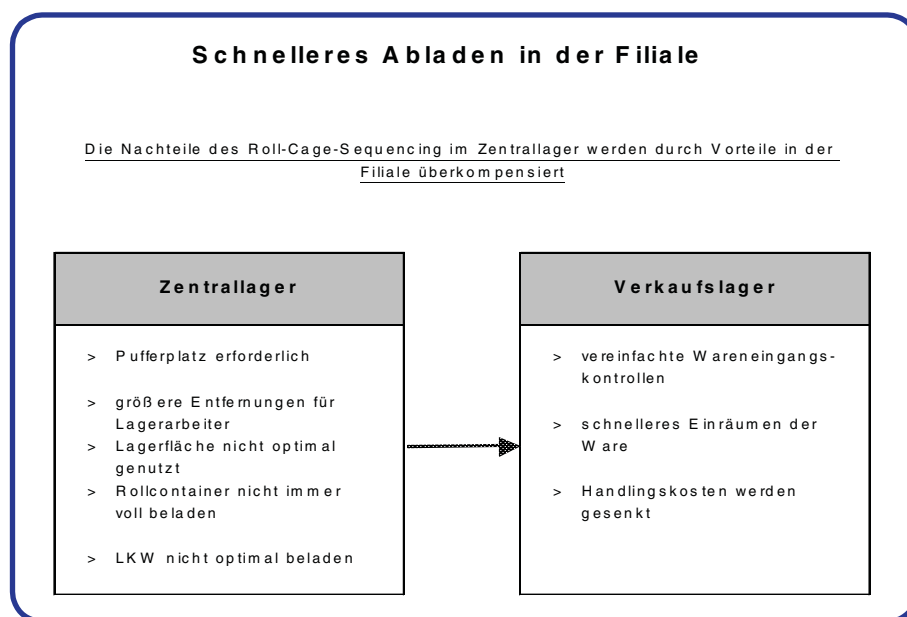 Schnelleres Abladen in der Filiale
Die Nachteile des Roll-Cage-Sequencing im Zentrallager werden durch Vorteile in der
Filiale überkompensiert
Zentrallager
> Pufferplatz erforderlich
> größere Entfernungen für
Lagerarbeiter
> Lagerfläche nicht optimal
genutzt
> Rollcontainer nicht immer
voll beladen
> LKW nicht optimal beladen
Verkaufslager
> vereinfachte Wareneingangs-
kontrollen
> schnelleres Einräumen der
Ware
> Handlingskosten werden
gesenkt